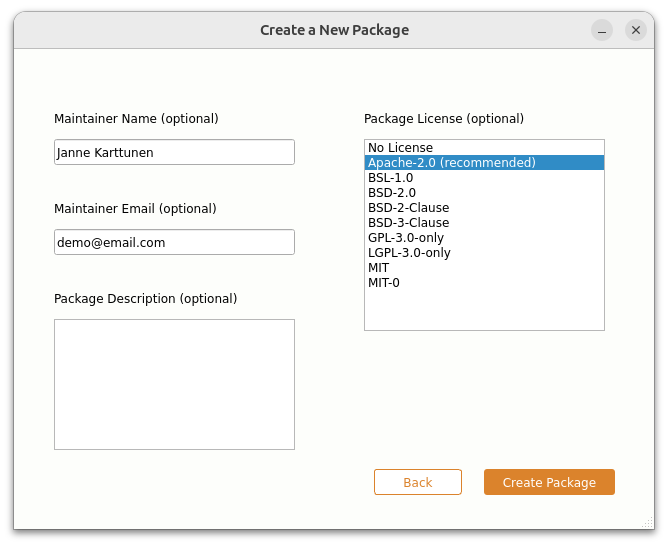 Create a New Package
Maintainer Name (optional)
Janne Karttunen
Maintainer Email (optional)
demo@email.com
Package Description (optional)
Package License (optional)
No License
Apache-2.0 (recommended)
BSL-1.0
BSD-2.0
BSD-2-Clause
BSD-3-Clause
GPL-3.0-only
LGPL-3.0-only
MIT
MIT-0
Back
Create Package